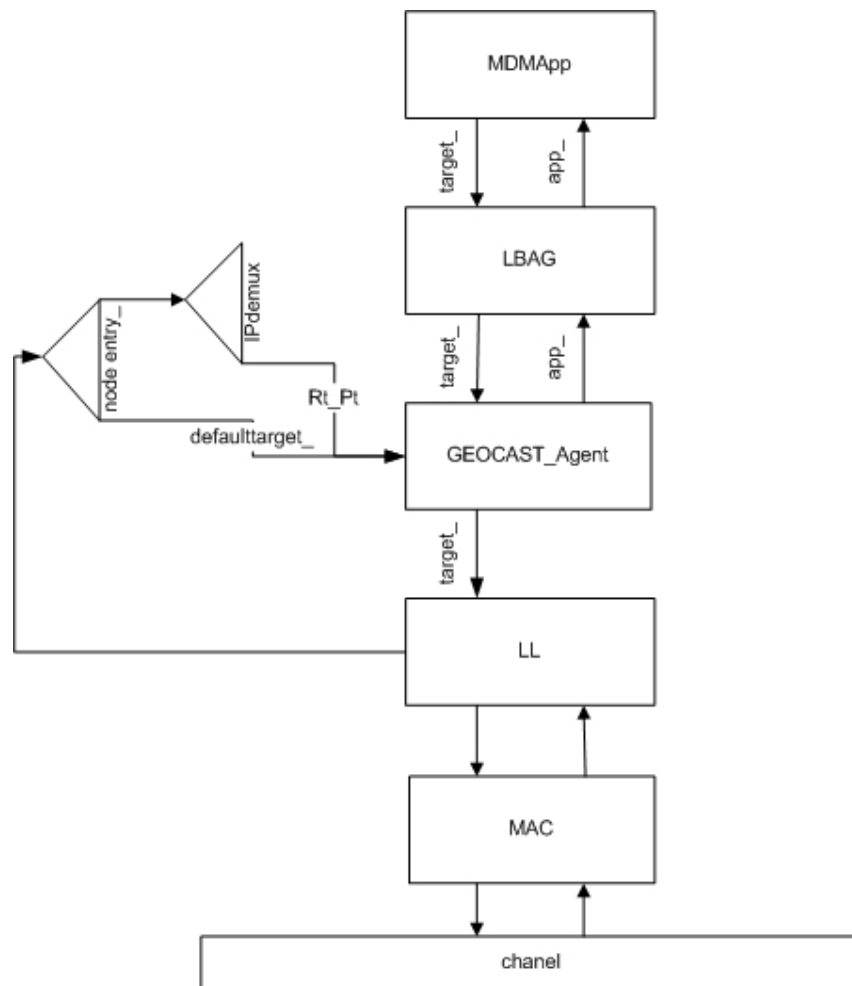 MDMApp
target_
app_
LBAG
IPdemux
node entry_
target_
app_
Rt_Pt
defaulttarget_
GEOCAST_Agent
target_
LL
MAC
chanel